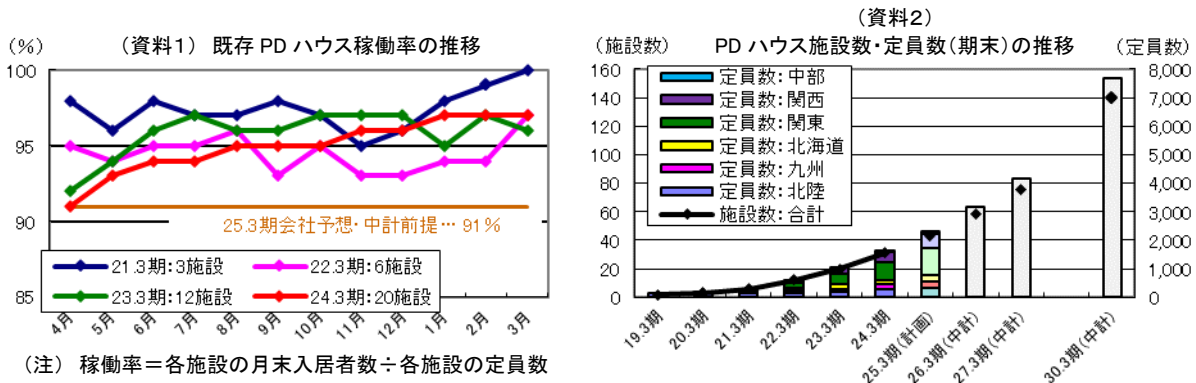 (資料1) 既存 PD ハウス稼働率の推移
(%)
100
95
90
85
25.3期会社予想・中計前提… 91%
21.3期:3施設
22.3期:6施設
23.3期:12施設
24.3期:20施設
4月
5月
6月
7月
8月
9月
10月
11月
12月
1月
2月
3月
(注) 稼働率=各施設の月末入居者数÷各施設の定員数
(資料2)
(施設数)
PD ハウス施設数・定員数(期末)の推移
(定員数)
160
140
120
100
80
60
40
20
0
定員数:中部
定員数:関西
定員数:関東
定員数:北海道
定員数:九州
定員数:北陸
施設数:合計
8,000
7,000
6,000
5,000
4,000
3,000
2,000
1,000
0
19.3期
20.3期
21.3期
22.3期
23.3期
24.3期
25.3期(計画)
26.3期(中計)
27.3期(中計)
30.3期(中計)